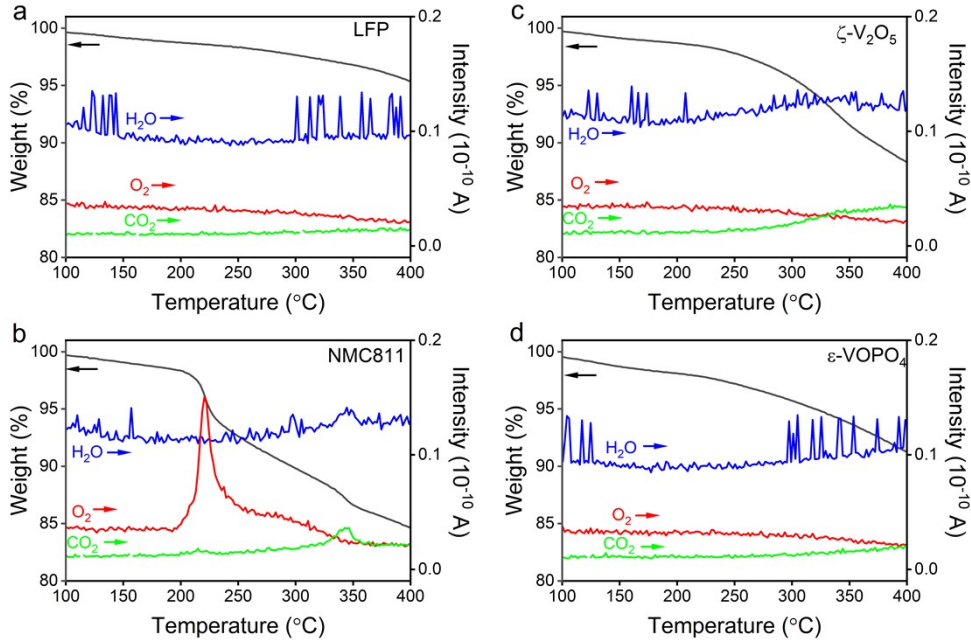 a
LFP
100
95
90
85
80
Weight (%)
H₂O
O₂
CO₂
0.2
0.1
0.0
Intensity (10⁻¹⁰ A)
100 150 200 250 300 350 400
Temperature (°C)
c
ζ-V₂O₅
100
95
90
85
80
Weight (%)
H₂O
O₂
CO₂
0.2
0.1
0.0
Intensity (10⁻¹⁰ A)
100 150 200 250 300 350 400
Temperature (°C)
b
NMC811
100
95
90
85
80
Weight (%)
H₂O
O₂
CO₂
0.2
0.1
0.0
Intensity (10⁻¹⁰ A)
100 150 200 250 300 350 400
Temperature (°C)
d
ε-VOPO₄
100
95
90
85
80
Weight (%)
H₂O
O₂
CO₂
0.2
0.1
0.0
Intensity (10⁻¹⁰ A)
100 150 200 250 300 350 400
Temperature (°C)